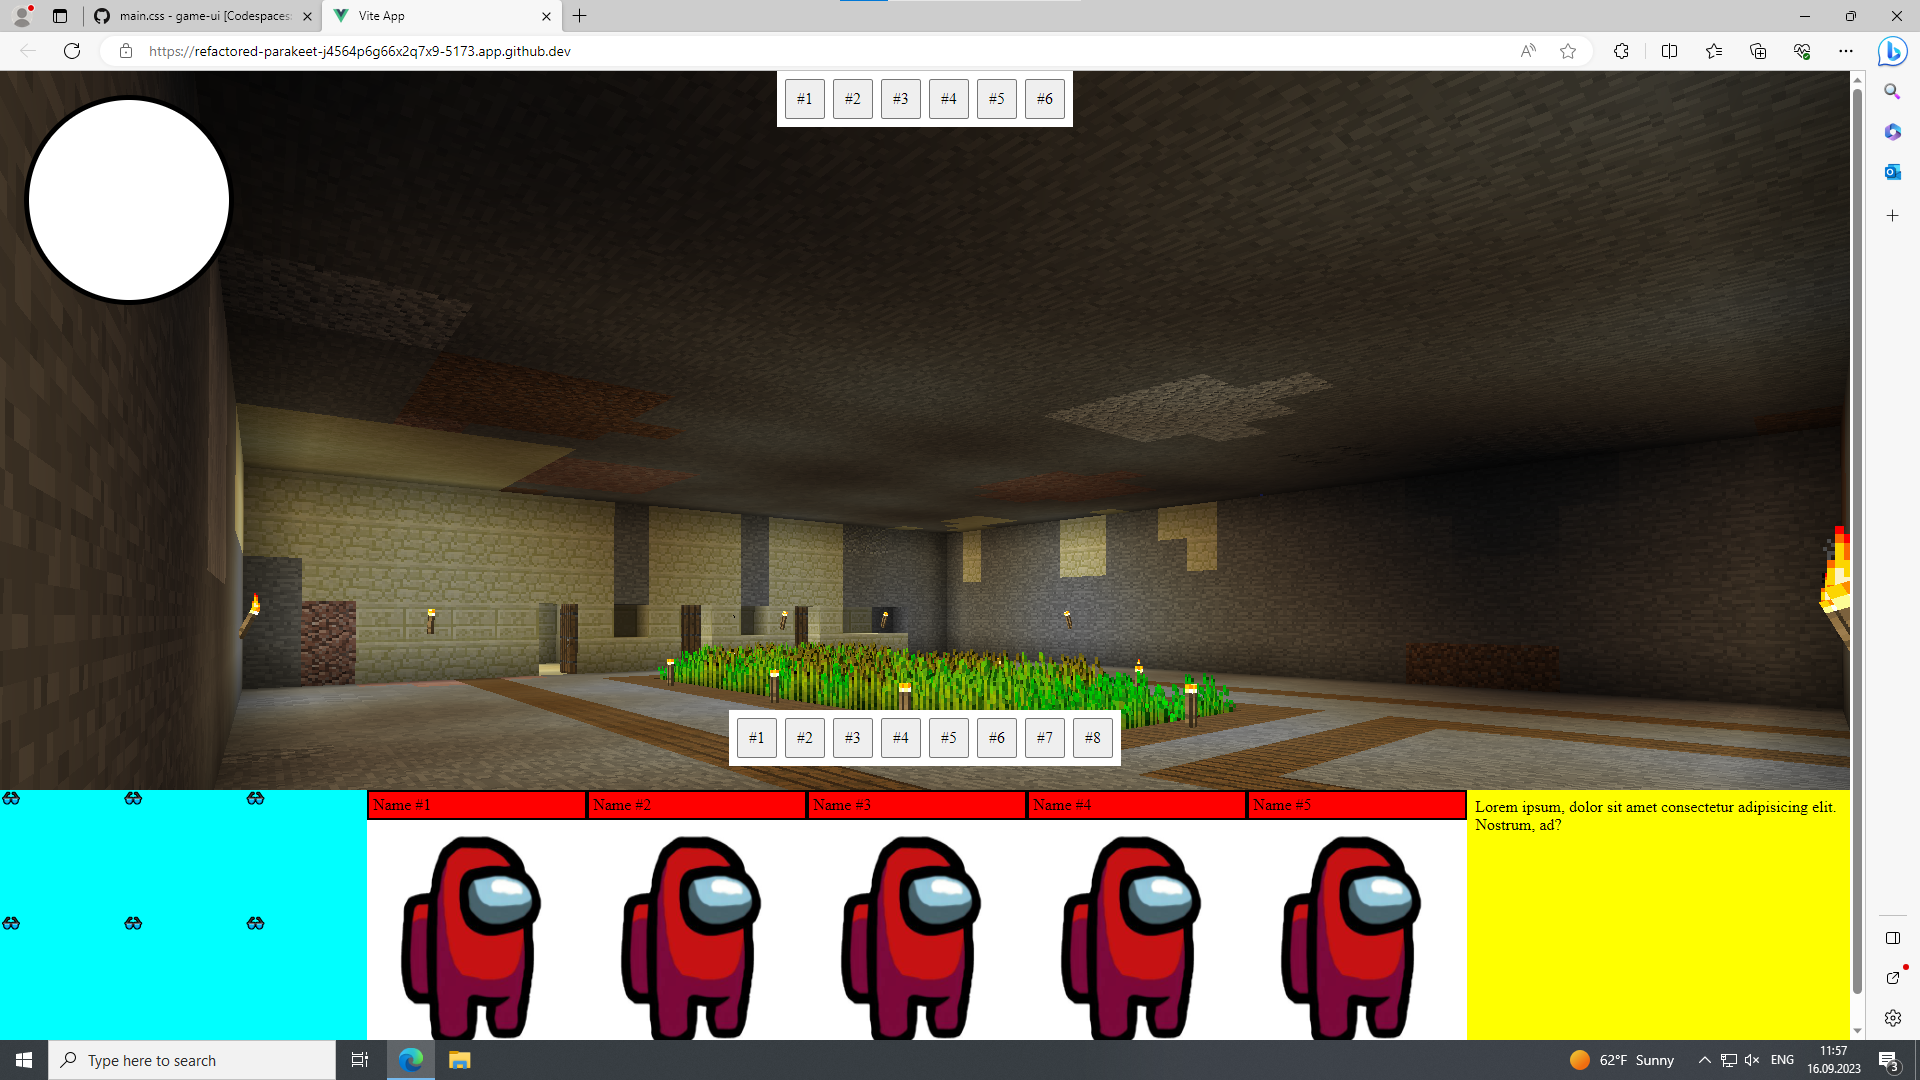 main.css - game-ui [Codespaces:
Vite App
https://refactored-parakeet-j4564p6g66x2q7x9-5173.app.github.dev
#1 #2 #3 #4 #5 #6
#1 #2 #3 #4 #5 #6 #7 #8
Name #1
Name #2
Name #3
Name #4
Name #5
Lorem ipsum, dolor sit amet consectetur adipisicing elit.
Nostrum, ad?
Type here to search
62°F Sunny
ENG
11:57
16.09.2023
3